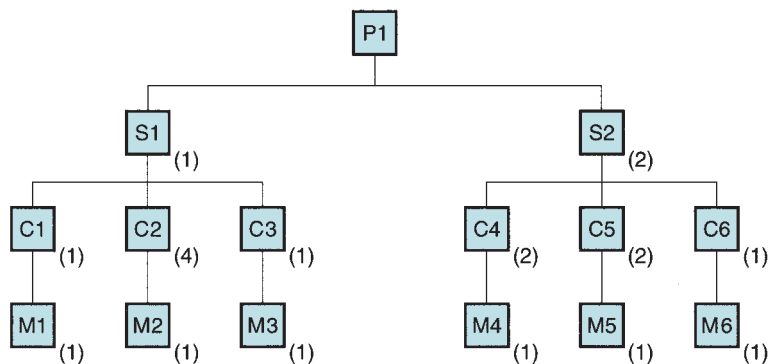 P1
S1 S2
(1) (2)
C1 C2 C3 C4 C5 C6
(1) (4) (1) (2) (2) (1)
M1 M2 M3 M4 M5 M6
(1) (1) (1) (1) (1) (1)